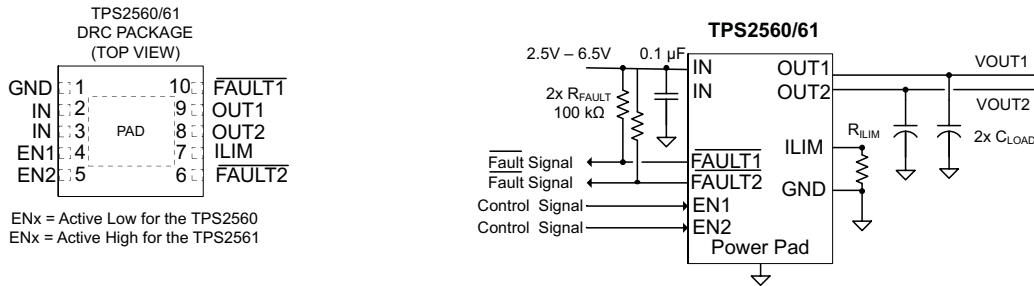 TPS2560/61
DRC PACKAGE
(TOP VIEW)
GND 1
IN 2
IN 3
EN1 4
EN2 5
PAD
10 FAULT1
9 OUT1
8 OUT2
7 ILIM
6 FAULT2
ENx = Active Low for the TPS2560
ENx = Active High for the TPS2561
TPS2560/61
2.5V – 6.5V
0.1 µF
2x RFAULT
100 kΩ
Fault Signal
Fault Signal
Control Signal
Control Signal
IN
IN
FAULT1
FAULT2
EN1
EN2
Power Pad
OUT1
OUT2
ILIM
GND
VOUT1
VOUT2
RILIM
2x CLOAD